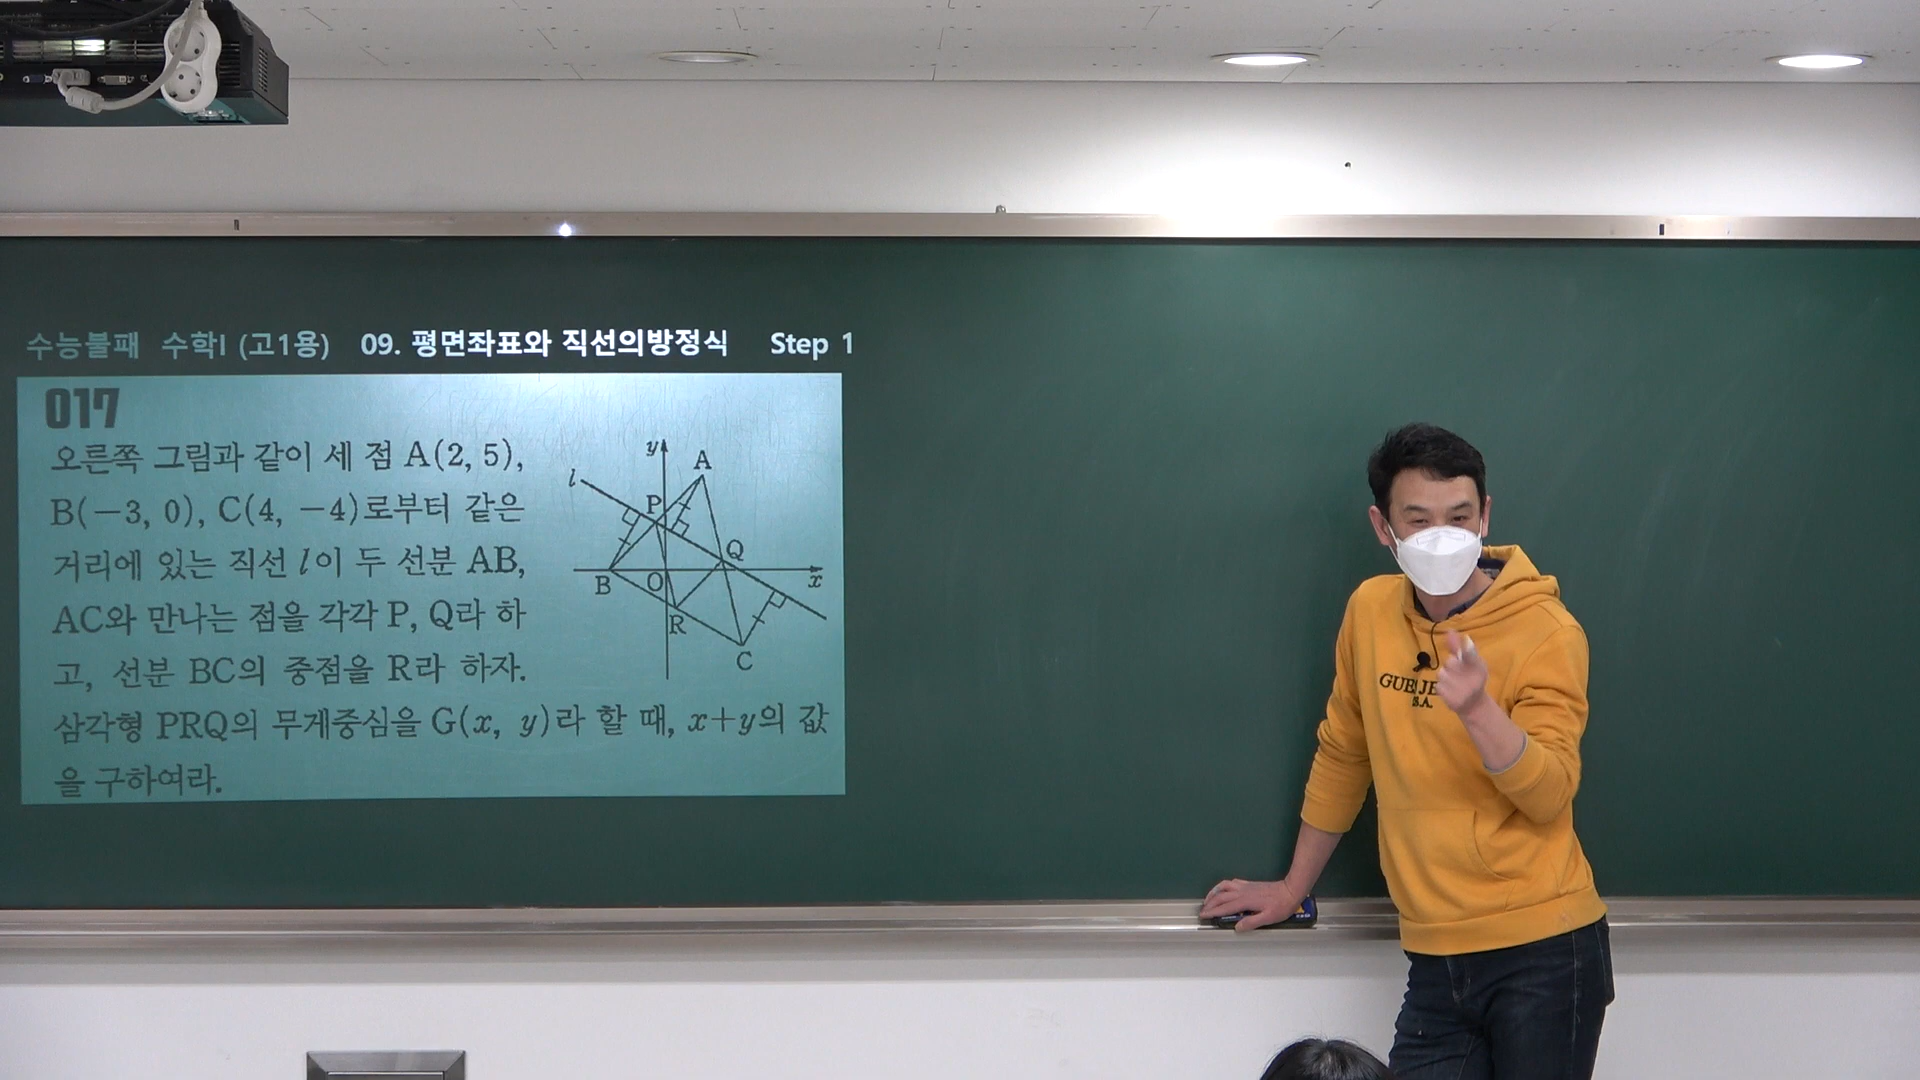 수능불패 수학Ⅰ (고1용) 09. 평면좌표와 직선의방정식 Step 1
017
오른쪽 그림과 같이 세 점 A(2, 5),
B(−3, 0), C(4, −4)로부터 같은
거리에 있는 직선 l이 두 선분 AB,
AC와 만나는 점을 각각 P, Q라 하
고, 선분 BC의 중점을 R라 하자.
삼각형 PRQ의 무게중심을 G(x, y)라 할 때, x+y의 값
을 구하여라.
y
A
l
P
Q
B
O
x
R
C